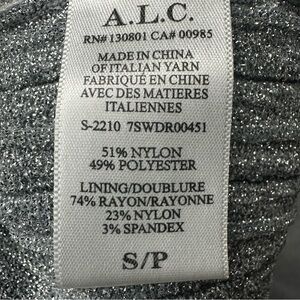 A.L.C.
RN# 130801 CA# 00985
MADE IN CHINA
OF ITALIAN YARN
FABRIQUÉ EN CHINE
AVEC DES MATIERES
ITALIENNES
S-2210 7SWDR00451
51% NYLON
49% POLYESTER
LINING/DOUBLURE
74% RAYON/RAYONNE
23% NYLON
3% SPANDEX
S/P